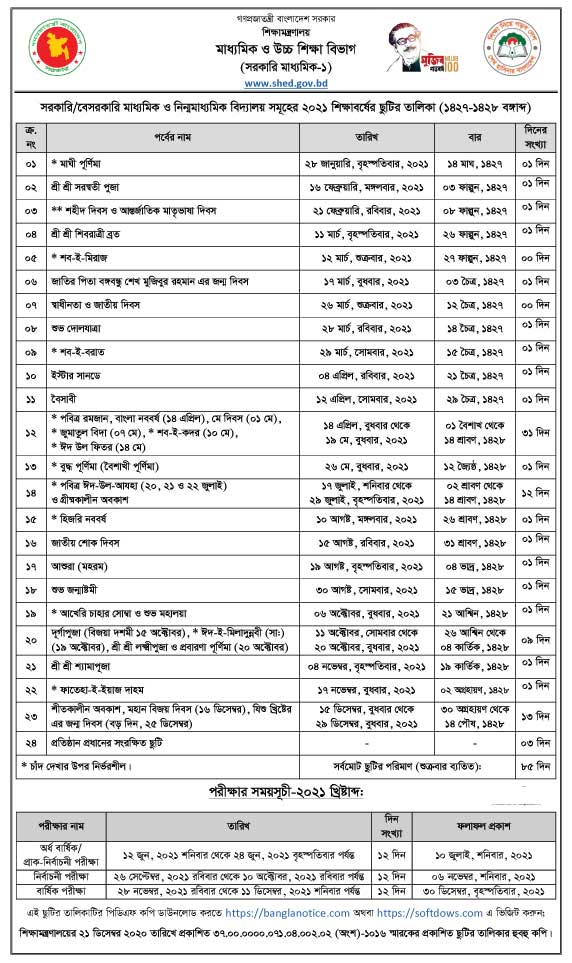 গণপ্রজাতন্ত্রী বাংলাদেশ সরকার
শিক্ষামন্ত্রণালয়
মাধ্যমিক ও উচ্চ শিক্ষা বিভাগ
(সরকারি মাধ্যমিক-১)
www.shed.gov.bd
মুজিব 100
সরকারি/বেসরকারি মাধ্যমিক ও নিম্নমাধ্যমিক বিদ্যালয় সমূহের ২০২১ শিক্ষাবর্ষের ছুটির তালিকা (১৪২৭-১৪২৮ বঙ্গাব্দ)
ক্র. নং পর্বের নাম তারিখ বার দিনের সংখ্যা
০১ * মাঘী পূর্ণিমা ২৮ জানুয়ারি, বৃহস্পতিবার, ২০২১ ১৪ মাঘ, ১৪২৭ ০১ দিন
০২ শ্রী শ্রী সরস্বতী পূজা ১৬ ফেব্রুয়ারি, মঙ্গলবার, ২০২১ ০৩ ফাল্গুন, ১৪২৭ ০১ দিন
০৩ ** শহীদ দিবস ও আন্তর্জাতিক মাতৃভাষা দিবস ২১ ফেব্রুয়ারি, রবিবার, ২০২১ ০৮ ফাল্গুন, ১৪২৭ ০১ দিন
০৪ শ্রী শ্রী শিবরাত্রী ব্রত ১১ মার্চ, বৃহস্পতিবার, ২০২১ ২৬ ফাল্গুন, ১৪২৭ ০১ দিন
০৫ * শব-ই-মিরাজ ১২ মার্চ, শুক্রবার, ২০২১ ২৭ ফাল্গুন, ১৪২৭ ০০ দিন
০৬ জাতির পিতা বঙ্গবন্ধু শেখ মুজিবুর রহমান এর জন্ম দিবস ১৭ মার্চ, বুধবার, ২০২১ ০৩ চৈত্র, ১৪২৭ ০১ দিন
০৭ স্বাধীনতা ও জাতীয় দিবস ২৬ মার্চ, শুক্রবার, ২০২১ ১২ চৈত্র, ১৪২৭ ০০ দিন
০৮ শুভ দোলযাত্রা ২৮ মার্চ, রবিবার, ২০২১ ১৪ চৈত্র, ১৪২৭ ০১ দিন
০৯ * শব-ই-বরাত ২৯ মার্চ, সোমবার, ২০২১ ১৫ চৈত্র, ১৪২৭ ০১ দিন
১০ ইস্টার সানডে ০৪ এপ্রিল, রবিবার, ২০২১ ২১ চৈত্র, ১৪২৭ ০১ দিন
১১ বৈসাবী ১২ এপ্রিল, সোমবার, ২০২১ ২৯ চৈত্র, ১৪২৭ ০১ দিন
১২ * পবিত্র রমজান, বাংলা নববর্ষ (১৪ এপ্রিল), মে দিবস (০১ মে),
* জুমাতুল বিদা (০৭ মে), * শব-ই-কদর (১০ মে),
* ঈদ উল ফিতর (১৪ মে) ১৪ এপ্রিল, বুধবার থেকে
১৯ মে, বুধবার, ২০২১ ০১ বৈশাখ থেকে
১৪ শ্রাবণ, ১৪২৮ ৩১ দিন
১৩ * বুদ্ধ পূর্ণিমা (বৈশাখী পূর্ণিমা) ২৬ মে, বুধবার, ২০২১ ১২ জ্যৈষ্ঠ, ১৪২৮ ০১ দিন
১৪ * পবিত্র ঈদ-উল-আযহা (২০, ২১ ও ২২ জুলাই)
ও গ্রীষ্মকালীন অবকাশ ১৭ জুলাই, শনিবার থেকে
২৯ জুলাই, বৃহস্পতিবার, ২০২১ ০২ শ্রাবণ থেকে
১৪ শ্রাবণ, ১৪২৮ ১২ দিন
১৫ * হিজরি নববর্ষ ১০ আগষ্ট, মঙ্গলবার, ২০২১ ২৬ শ্রাবণ, ১৪২৮ ০১ দিন
১৬ জাতীয় শোক দিবস ১৫ আগষ্ট, রবিবার, ২০২১ ৩১ শ্রাবণ, ১৪২৮ ০১ দিন
১৭ আশুরা (মহরম) ১৯ আগষ্ট, বৃহস্পতিবার, ২০২১ ০৪ ভাদ্র, ১৪২৮ ০১ দিন
১৮ শুভ জন্মাষ্টমী ৩০ আগষ্ট, সোমবার, ২০২১ ১৫ ভাদ্র, ১৪২৮ ০১ দিন
১৯ * আখেরি চাহার সোম্বা ও শুভ মহালয়া ০৬ অক্টোবর, বুধবার, ২০২১ ২১ আশ্বিন, ১৪২৮ ০১ দিন
২০ দূর্গাপূজা (বিজয়া দশমী ১৫ অক্টোবর), * ঈদ-ই-মিলাদুন্নবী (সা:)
(১৯ অক্টোবর), শ্রী শ্রী লক্ষ্মীপূজা ও প্রবারণা পূর্ণিমা (২০ অক্টোবর) ১১ অক্টোবর, সোমবার থেকে
২০ অক্টোবর, বুধবার, ২০২১ ২৬ আশ্বিন থেকে
০৪ কার্তিক, ১৪২৮ ০৯ দিন
২১ শ্রী শ্রী শ্যামাপূজা ০৪ নভেম্বর, বৃহস্পতিবার, ২০২১ ১৯ কার্তিক, ১৪২৮ ০১ দিন
২২ * ফাতেহা-ই-ইয়াজ দাহম ১৭ নভেম্বর, বুধবার, ২০২১ ০২ অগ্রহায়ণ, ১৪২৮ ০১ দিন
২৩ শীতকালীন অবকাশ, মহান বিজয় দিবস (১৬ ডিসেম্বর), যিশু খ্রিষ্টের
এর জন্ম দিবস (বড় দিন, ২৫ ডিসেম্বর) ১৫ ডিসেম্বর, বুধবার থেকে
২৯ ডিসেম্বর, বুধবার, ২০২১ ৩০ অগ্রহায়ণ থেকে
১৪ পৌষ, ১৪২৮ ১৩ দিন
২৪ প্রতিষ্ঠান প্রধানের সংরক্ষিত ছুটি - - ০৩ দিন
* চাঁদ দেখার উপর নির্ভরশীল। সর্বমোট ছুটির পরিমাণ (শুক্রবার ব্যতিত): ৮৫ দিন
পরীক্ষার সময়সূচী-২০২১ খ্রিষ্টাব্দ:
পরীক্ষার নাম তারিখ দিন সংখ্যা ফলাফল প্রকাশ
অর্ধ বার্ষিক/
প্রাক-নির্বাচনী পরীক্ষা ১২ জুন, ২০২১ শনিবার থেকে ২৪ জুন, ২০২১ বৃহস্পতিবার পর্যন্ত ১২ দিন ১০ জুলাই, শনিবার, ২০২১
নির্বাচনী পরীক্ষা ২৬ সেপ্টেম্বর, ২০২১ রবিবার থেকে ১০ অক্টোবর, ২০২১ রবিবার পর্যন্ত ১২ দিন ০৬ নভেম্বর, শনিবার, ২০২১
বার্ষিক পরীক্ষা ২৮ নভেম্বর, ২০২১ রবিবার থেকে ১১ ডিসেম্বর, ২০২১ শনিবার পর্যন্ত ১২ দিন ৩০ ডিসেম্বর, বৃহস্পতিবার, ২০২১
এই ছুটির তালিকাটির পিডিএফ কপি ডাউনলোড করতে https://banglanotice.com অথবা https://softdows.com এ ভিজিট করুন;
শিক্ষামন্ত্রণালয়ের ২১ ডিসেম্বর ২০২০ তারিখে প্রকাশিত ৩৭.০০.০০০০.০৭১.০৪.০০২.০২ (অংশ)-১০১৬ স্মারকের প্রকাশিত ছুটির তালিকার হুবহু কপি।